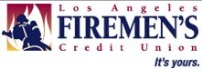 Los Angeles
FIREMEN'S
Credit Union
It's yours.